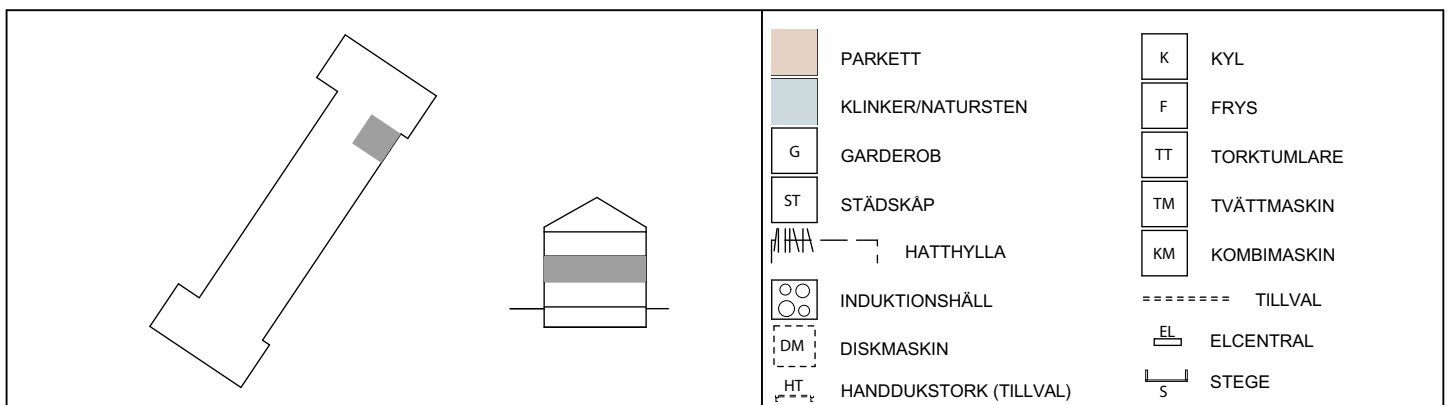 PARKETT
KLINKER/NATURSTEN
G GARDEROB
ST STÄDSKÅP
HATTHYLLA
INDUKTIONSHÄLL
DM DISKMASKIN
HT HANDDUKSTORK (TILLVAL)
K KYL
F FRYS
TT TORKTUMLARE
TM TVÄTTMASKIN
KM KOMBIMASKIN
TILLVAL
EL ELCENTRAL
S STEGE